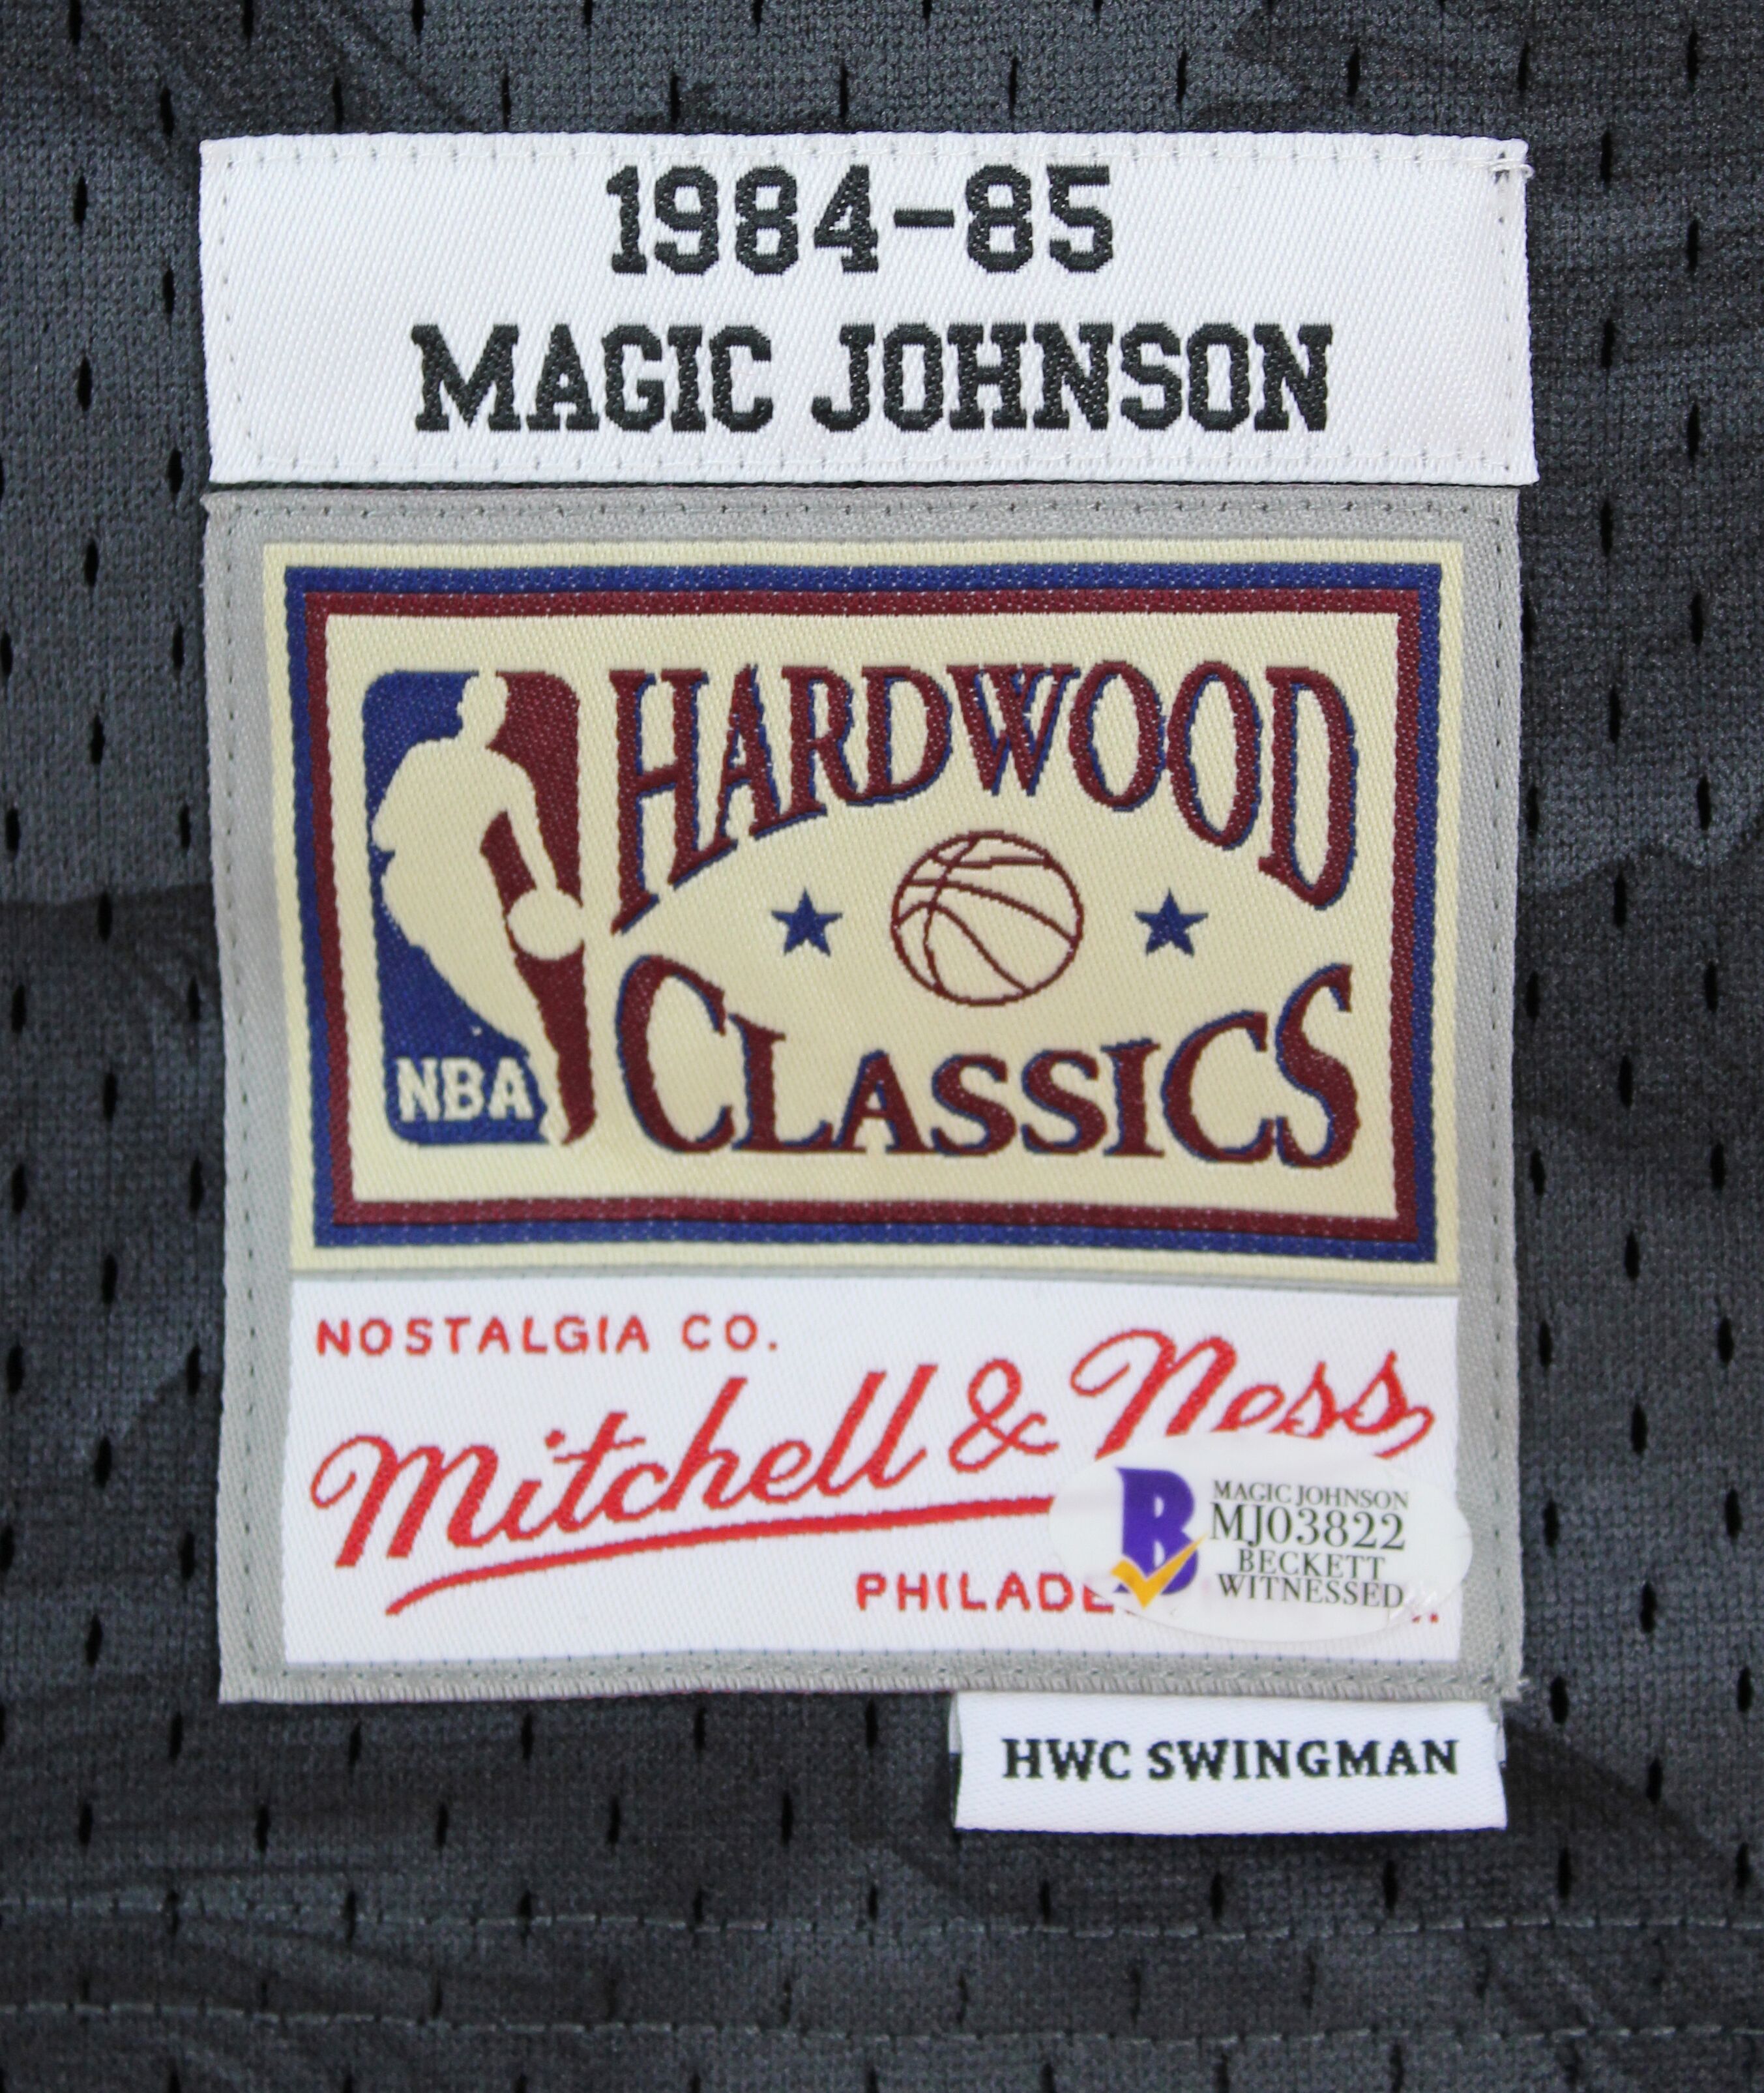 1984-85
MAGIC JOHNSON
HARDWOOD
CLASSICS
NBA
NOSTALGIA CO.
Mitchell & Ness
MAGIC JOHNSON
MJ03822
BECKETT
WITNESSED
HWC SWINGMAN